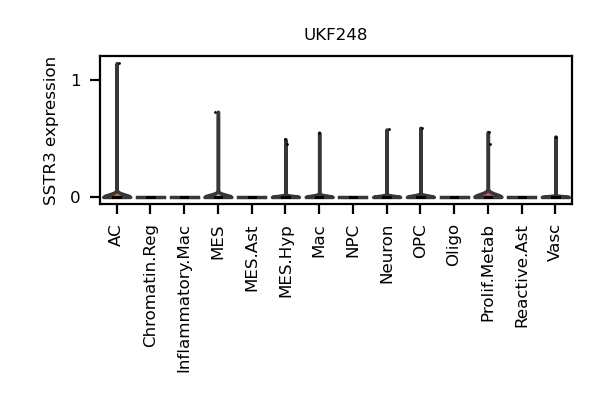 UKF248
SSTR3 expression
1
0
AC
Chromatin.Reg
Inflammatory.Mac
MES
MES.Ast
MES.Hyp
Mac
NPC
Neuron
OPC
Oligo
Prolif.Metab
Reactive.Ast
Vasc